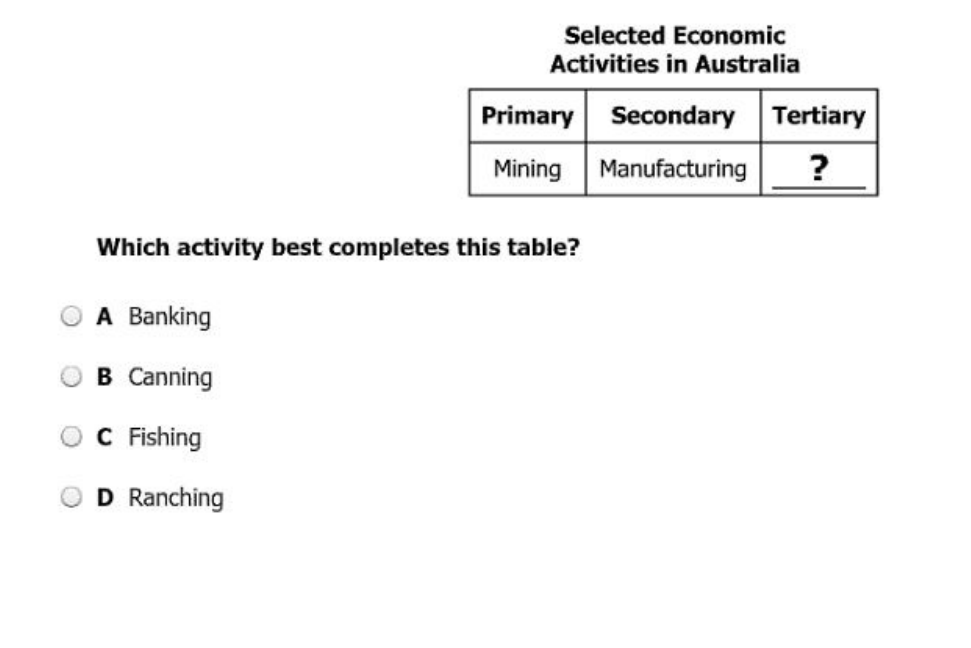 Selected Economic
Activities in Australia
Primary Secondary Tertiary
Mining Manufacturing ?
Which activity best completes this table?
A Banking
B Canning
C Fishing
D Ranching